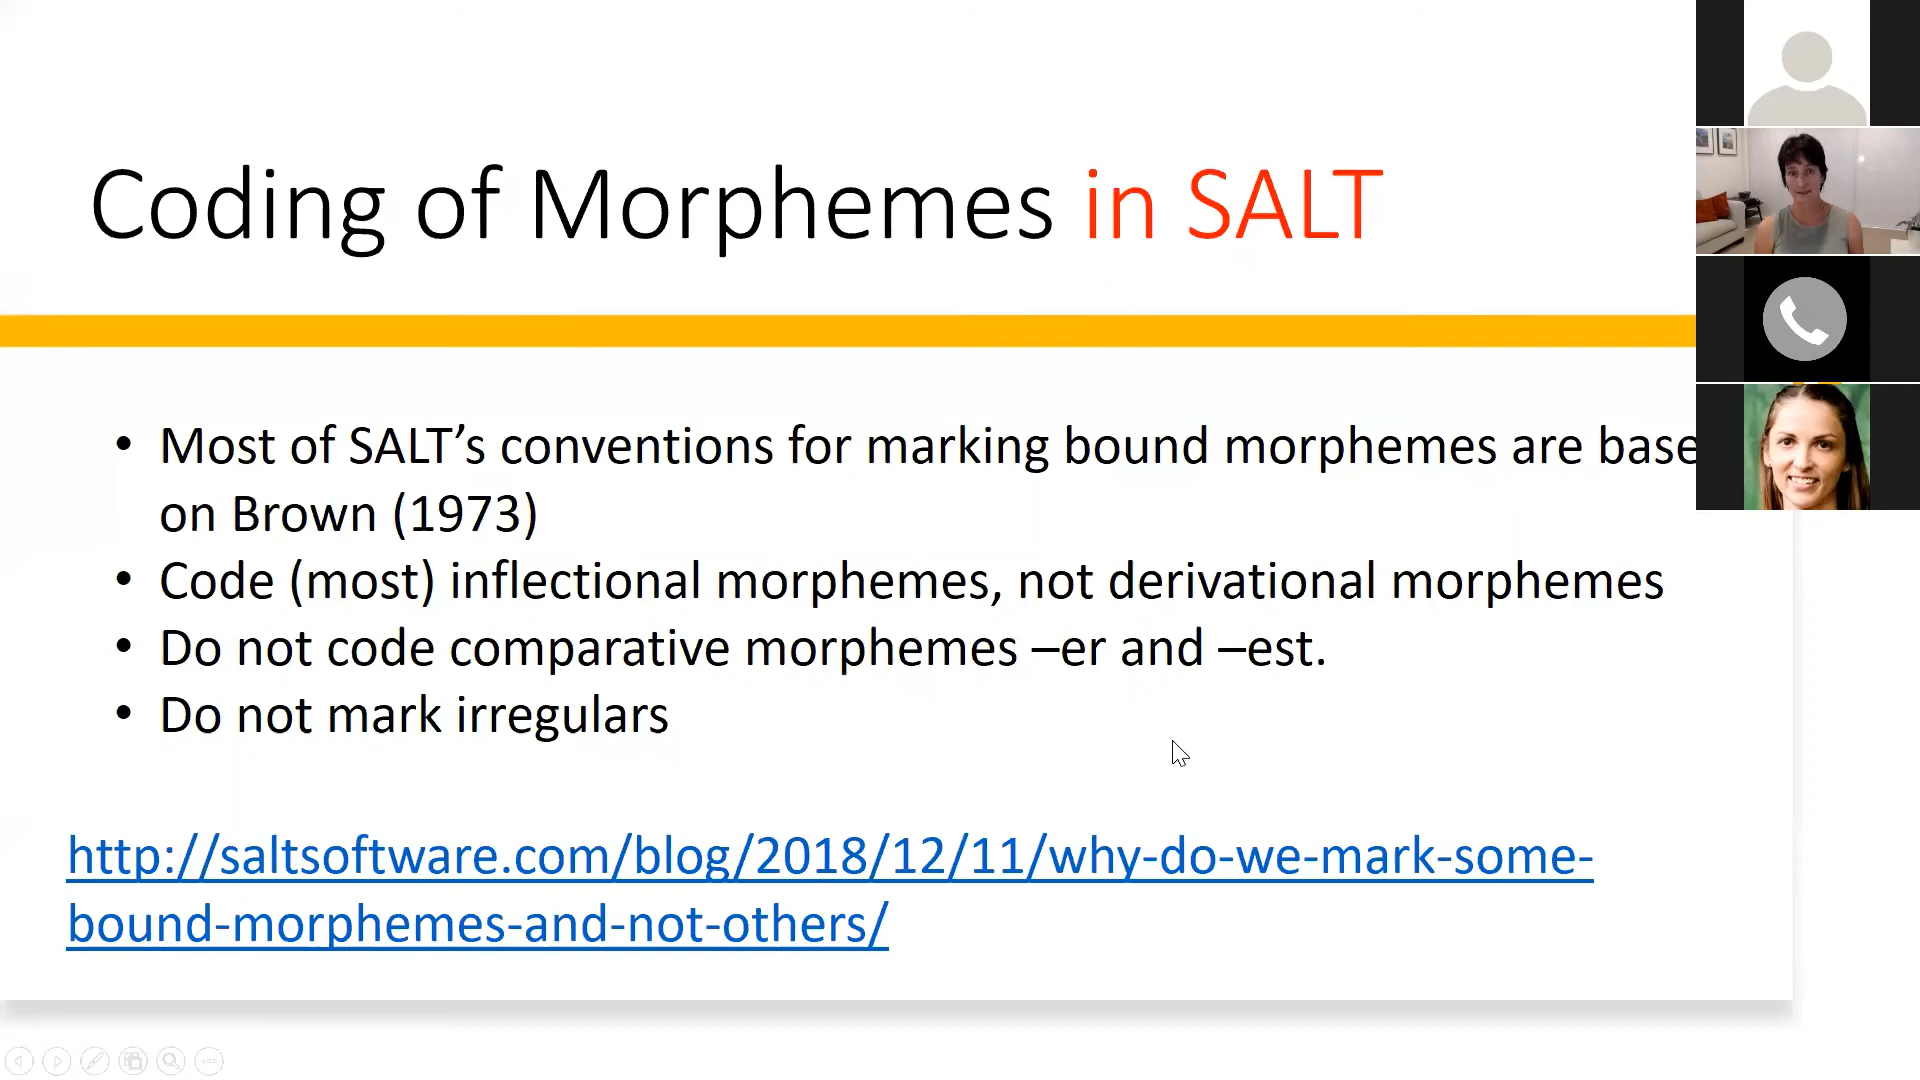 Coding of Morphemes in SALT
• Most of SALT’s conventions for marking bound morphemes are base
on Brown (1973)
• Code (most) inflectional morphemes, not derivational morphemes
• Do not code comparative morphemes –er and –est.
• Do not mark irregulars
http://saltsoftware.com/blog/2018/12/11/why-do-we-mark-some-
bound-morphemes-and-not-others/